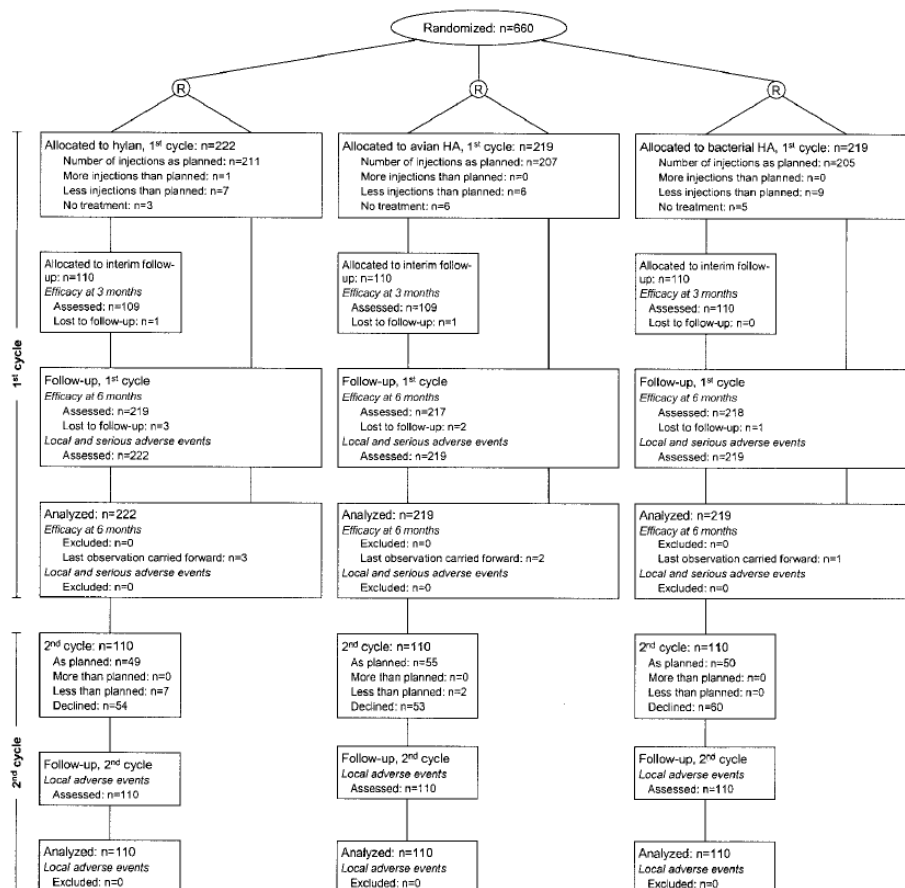 Randomized: n=660
R
R
R
Allocated to hylan, 1st cycle: n=222
Number of injections as planned: n=211
More injections than planned: n=1
Less injections than planned: n=7
No treatment: n=3
Allocated to avian HA, 1st cycle: n=219
Number of injections as planned: n=207
More injections than planned: n=0
Less injections than planned: n=6
No treatment: n=6
Allocated to bacterial HA, 1st cycle: n=219
Number of injections as planned: n=205
More injections than planned: n=0
Less injections than planned: n=9
No treatment: n=5
1st cycle
Allocated to interim follow-
up: n=110
Efficacy at 3 months
Assessed: n=109
Lost to follow-up: n=1
Allocated to interim follow-
up: n=110
Efficacy at 3 months
Assessed: n=109
Lost to follow-up: n=1
Allocated to interim follow-
up: n=110
Efficacy at 3 months
Assessed: n=110
Lost to follow-up: n=0
Follow-up, 1st cycle
Efficacy at 6 months
Assessed: n=219
Lost to follow-up: n=3
Local and serious adverse events
Assessed: n=222
Follow-up, 1st cycle
Efficacy at 6 months
Assessed: n=217
Lost to follow-up: n=2
Local and serious adverse events
Assessed: n=219
Follow-up, 1st cycle
Efficacy at 6 months
Assessed: n=218
Lost to follow-up: n=1
Local and serious adverse events
Assessed: n=219
Analyzed: n=222
Efficacy at 6 months
Excluded: n=0
Last observation carried forward: n=3
Local and serious adverse events
Excluded: n=0
Analyzed: n=219
Efficacy at 6 months
Excluded: n=0
Last observation carried forward: n=2
Local and serious adverse events
Excluded: n=0
Analyzed: n=219
Efficacy at 6 months
Excluded: n=0
Last observation carried forward: n=1
Local and serious adverse events
Excluded: n=0
2nd cycle
2nd cycle: n=110
As planned: n=49
More than planned: n=0
Less than planned: n=7
Declined: n=54
2nd cycle: n=110
As planned: n=55
More than planned: n=0
Less than planned: n=2
Declined: n=53
2nd cycle: n=110
As planned: n=50
More than planned: n=0
Less than planned: n=0
Declined: n=60
Follow-up, 2nd cycle
Local adverse events
Assessed: n=110
Follow-up, 2nd cycle
Local adverse events
Assessed: n=110
Follow-up, 2nd cycle
Local adverse events
Assessed: n=110
Analyzed: n=110
Local adverse events
Excluded: n=0
Analyzed: n=110
Local adverse events
Excluded: n=0
Analyzed: n=110
Local adverse events
Excluded: n=0